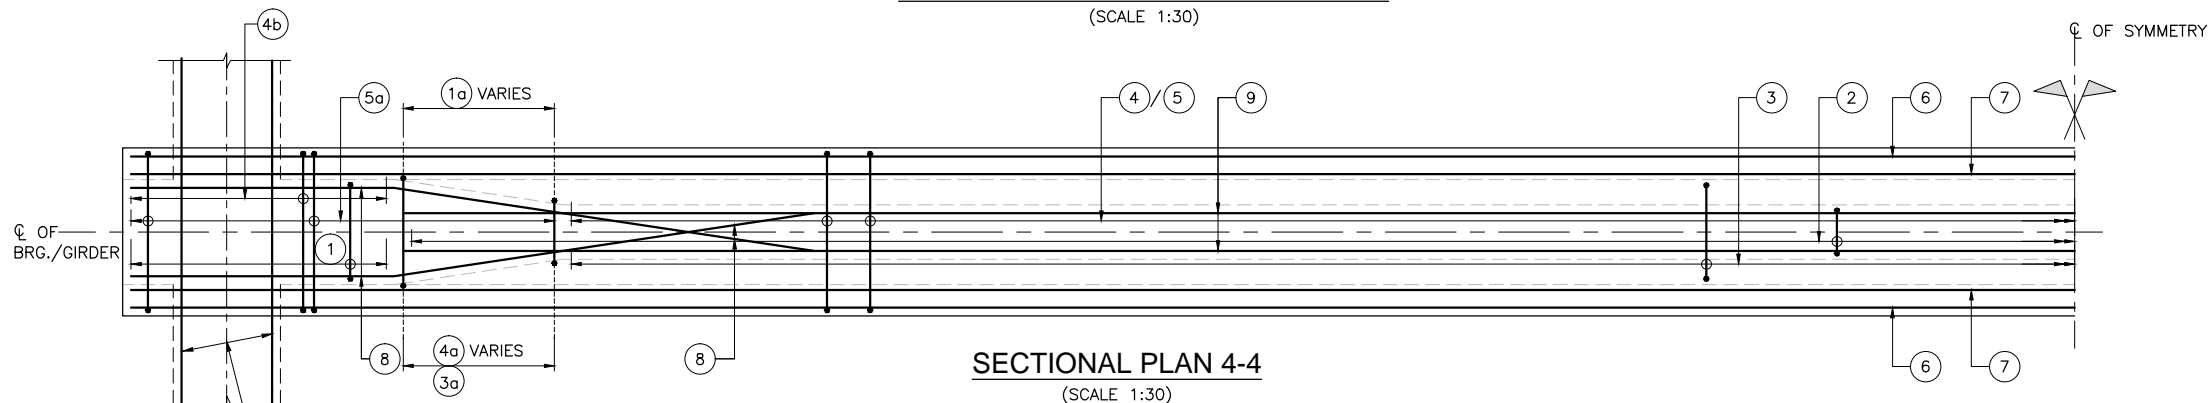 (SCALE 1:30)
4b
℄ OF SYMMETRY
5a
1a VARIES
4 / 5
9
3
2
6
7
℄ OF
BRG./GIRDER
1
8
4a VARIES
3a
8
SECTIONAL PLAN 4-4
(SCALE 1:30)
6
7